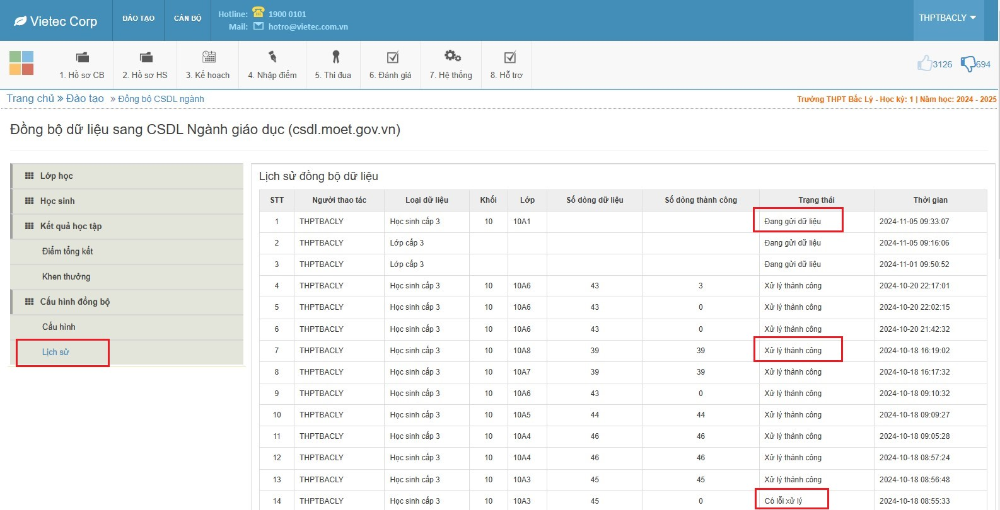 Vietec Corp
ĐÀO TẠO
CÁN BỘ
Hotline: 1900 0101
Mail: hotro@vietec.com.vn
THPTBACLY
1. Hồ sơ CB
2. Hồ sơ HS
3. Kế hoạch
4. Nhập điểm
5. Thi đua
6. Đánh giá
7. Hệ thống
8. Hỗ trợ
3126
694
Trang chủ » Đào tạo » Đồng bộ CSDL ngành
Trường THPT Bắc Lý - Học kỳ: 1 | Năm học: 2024 - 2025
Đồng bộ dữ liệu sang CSDL Ngành giáo dục (csdl.moet.gov.vn)
Lớp học
Học sinh
Kết quả học tập
Điểm tổng kết
Khen thưởng
Cấu hình đồng bộ
Cấu hình
Lịch sử
Lịch sử đồng bộ dữ liệu
STT Người thao tác Loại dữ liệu Khối Lớp Số dòng dữ liệu Số dòng thành công Trạng thái Thời gian
1 THPTBACLY Học sinh cấp 3 10 10A1 Đang gửi dữ liệu 2024-11-05 09:33:07
2 THPTBACLY Lớp cấp 3 Đang gửi dữ liệu 2024-11-05 09:16:06
3 THPTBACLY Lớp cấp 3 Đang gửi dữ liệu 2024-11-01 09:50:52
4 THPTBACLY Học sinh cấp 3 10 10A6 43 3 Xử lý thành công 2024-10-20 22:17:01
5 THPTBACLY Học sinh cấp 3 10 10A6 43 0 Xử lý thành công 2024-10-20 22:02:15
6 THPTBACLY Học sinh cấp 3 10 10A6 43 0 Xử lý thành công 2024-10-20 21:42:32
7 THPTBACLY Học sinh cấp 3 10 10A8 39 39 Xử lý thành công 2024-10-18 16:19:02
8 THPTBACLY Học sinh cấp 3 10 10A7 39 39 Xử lý thành công 2024-10-18 16:17:32
9 THPTBACLY Học sinh cấp 3 10 10A6 43 0 Xử lý thành công 2024-10-18 09:10:32
10 THPTBACLY Học sinh cấp 3 10 10A5 44 44 Xử lý thành công 2024-10-18 09:09:27
11 THPTBACLY Học sinh cấp 3 10 10A4 46 46 Xử lý thành công 2024-10-18 09:05:28
12 THPTBACLY Học sinh cấp 3 10 10A4 46 46 Xử lý thành công 2024-10-18 08:57:24
13 THPTBACLY Học sinh cấp 3 10 10A3 45 45 Xử lý thành công 2024-10-18 08:56:48
14 THPTBACLY Học sinh cấp 3 10 10A3 45 0 Có lỗi xử lý 2024-10-18 08:55:33